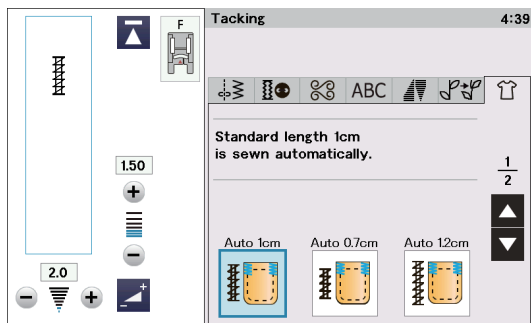 F
1.50
2.0
Tacking
4:39
ABC
Standard length 1cm
is sewn automatically.
1
2
Auto 1cm
Auto 0.7cm
Auto 1.2cm